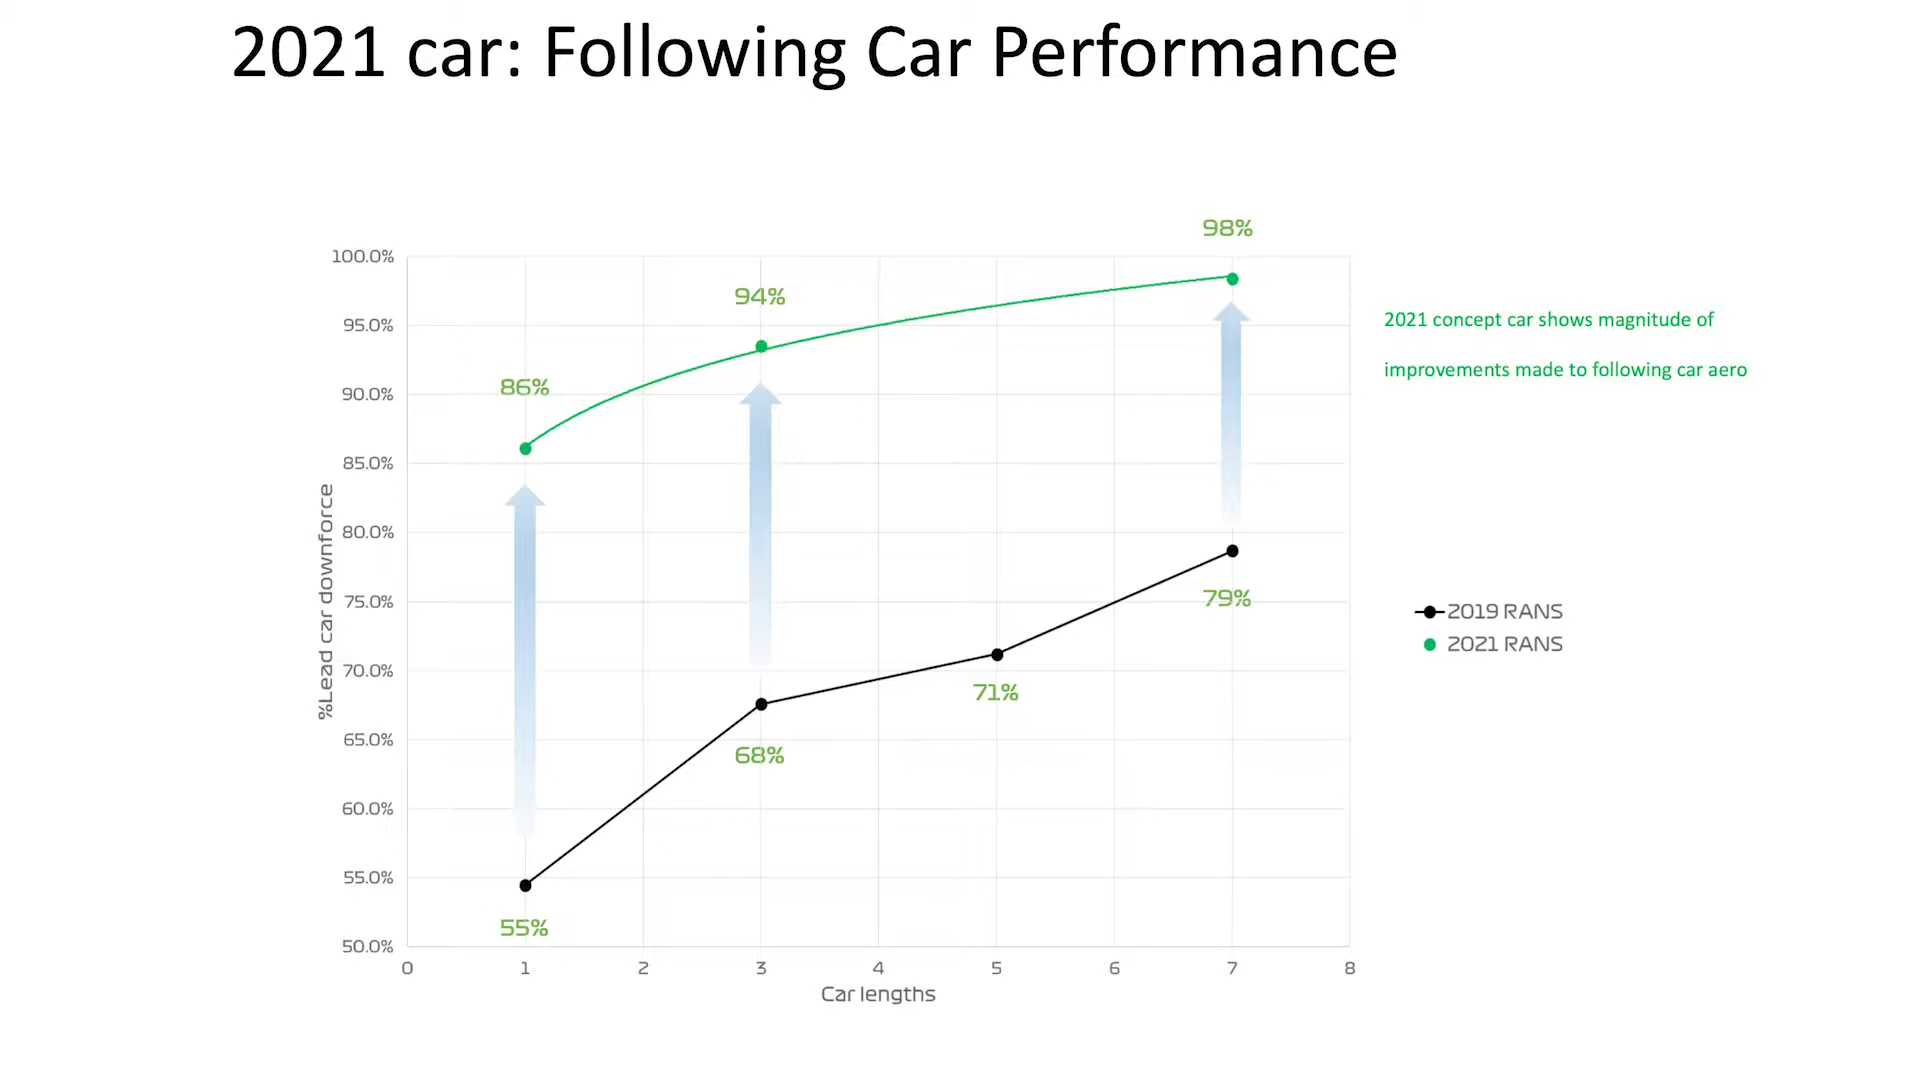 2021 car: Following Car Performance
98%
100.0%
94%
95.0%
2021 concept car shows magnitude of
improvements made to following car aero
86%
90.0%
85.0%
80.0%
%Lead car downforce
75.0%
79%
2019 RANS
2021 RANS
70.0%
71%
65.0%
68%
60.0%
55.0%
55%
50.0%
0 1 2 3 4 5 6 7 8
Car lengths